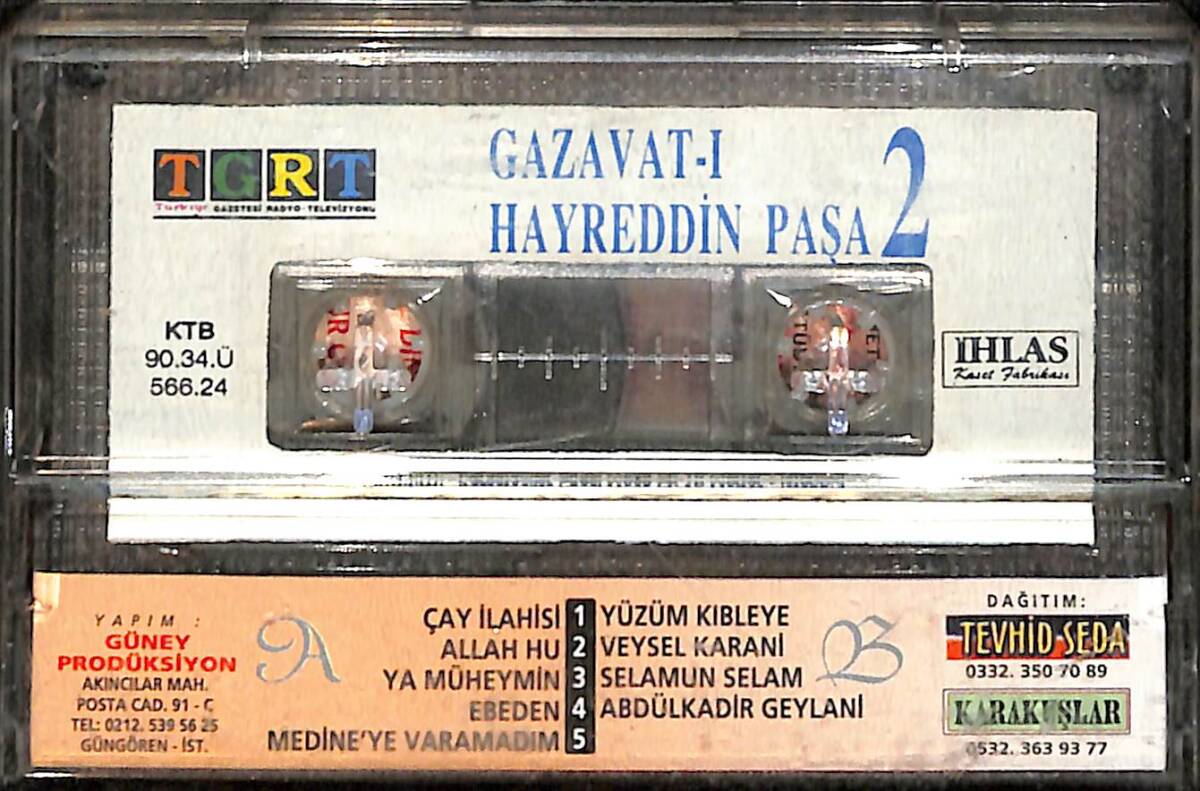 TGRT
Türkiye GAZETESİ RADYO-TELEVİZYONU
GAZAVAT-I
HAYREDDİN PAŞA 2
KTB
90.34.Ü
566.24
İHLAS
Kaset Fabrikası
YAPIM :
GÜNEY
PRODÜKSİYON
AKINCILAR MAH.
POSTA CAD. 91 - Ç
TEL: 0212. 539 56 25
GÜNGÖREN - İST.
A
ÇAY İLAHİSİ 1 YÜZÜM KIBLEYE
ALLAH HU 2 VEYSEL KARANİ
YA MÜHEYMİN 3 SELAMUN SELAM
EBEDEN 4 ABDÜLKADİR GEYLANİ
MEDİNE'YE VARAMADIM 5
B
DAĞITIM:
TEVHİD SEDA
0332. 350 70 89
KARAKUŞLAR
0532. 363 93 77